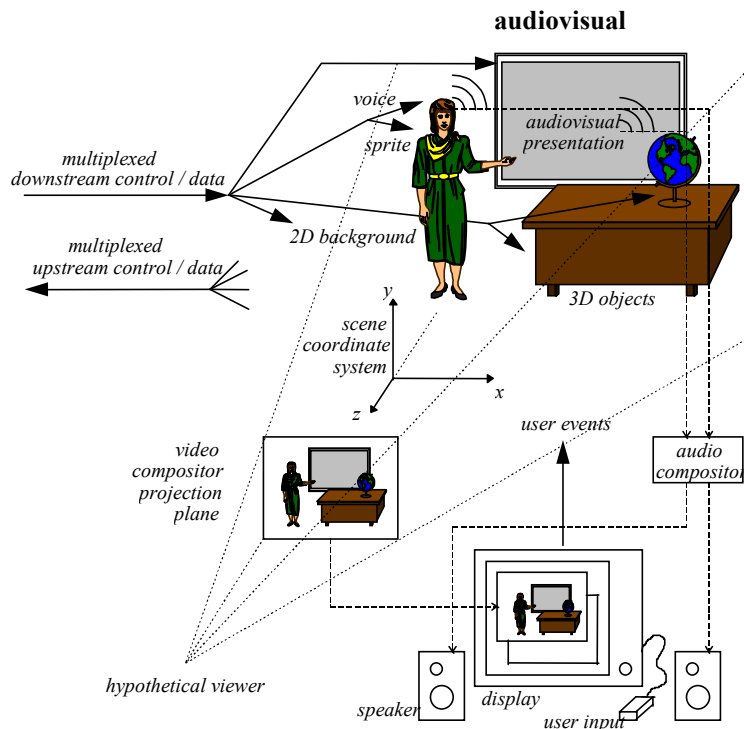 audiovisual
voice
sprite
audiovisual
presentation
multiplexed
downstream control / data
2D background
multiplexed
upstream control / data
3D objects
y
scene
coordinate
system
x
z
user events
video
compositor
projection
plane
audio
compositor
hypothetical viewer
speaker
display
user input